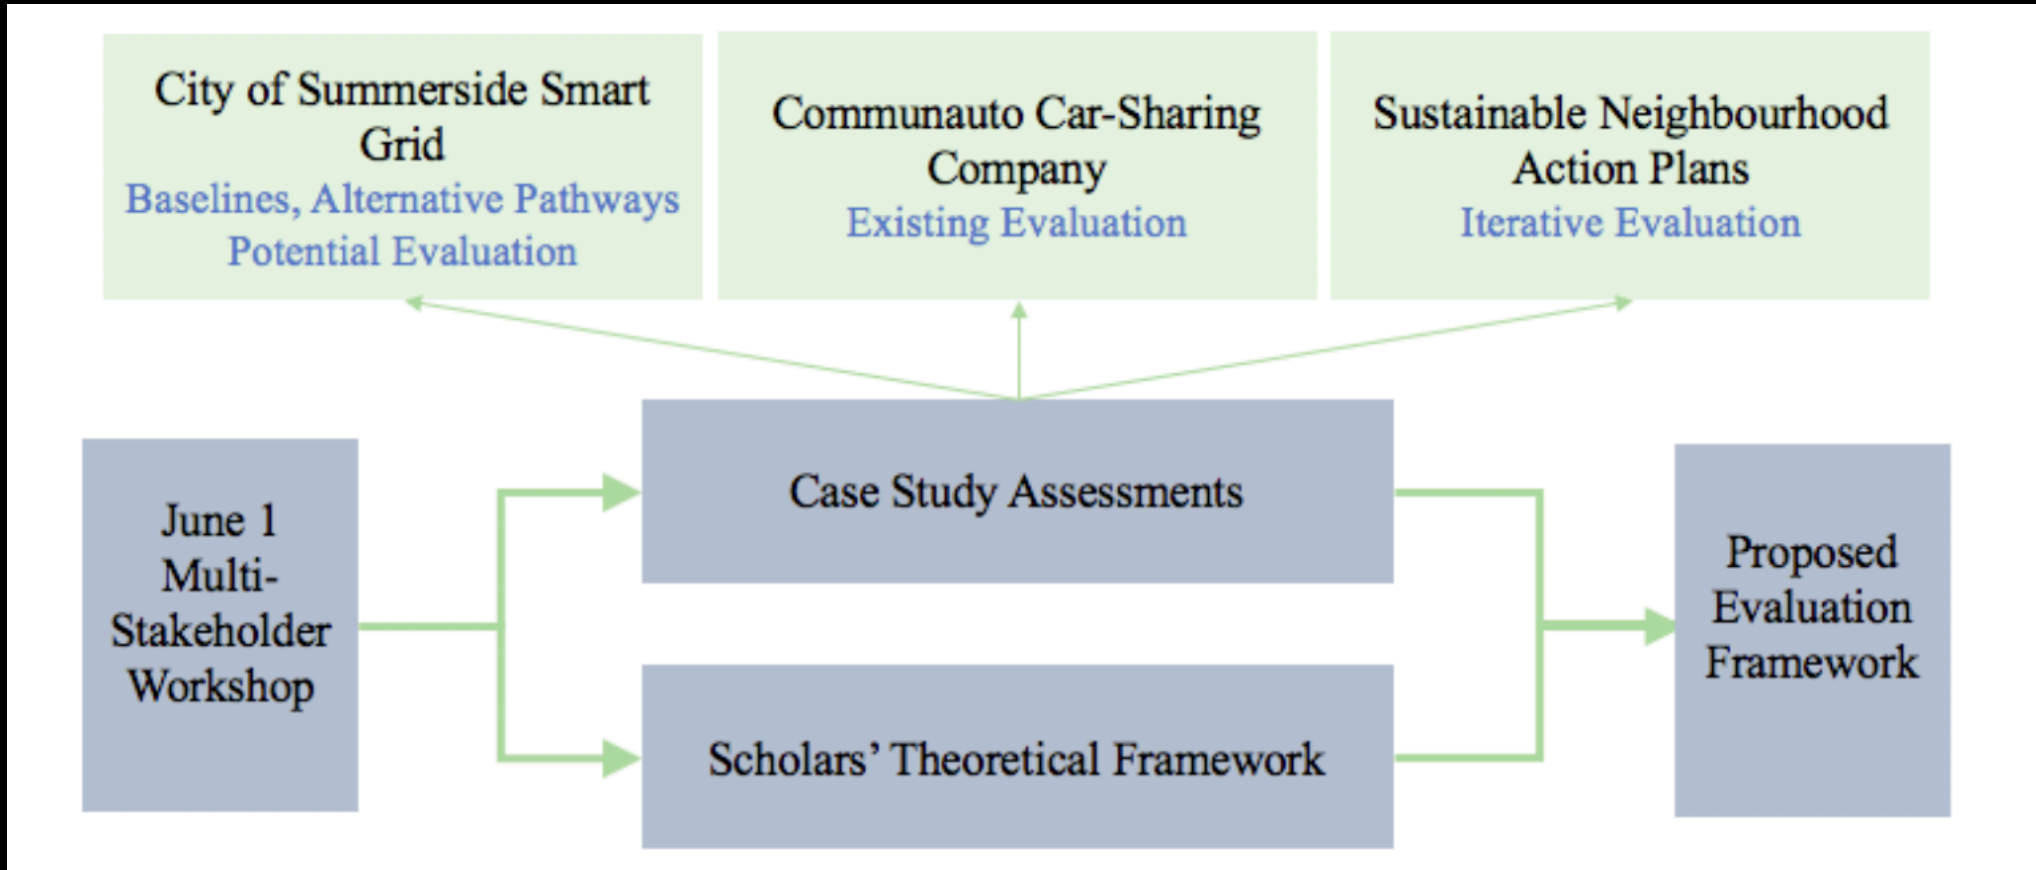 City of Summerside Smart
Grid
Baselines, Alternative Pathways
Potential Evaluation
Communauto Car-Sharing
Company
Existing Evaluation
Sustainable Neighbourhood
Action Plans
Iterative Evaluation
June 1
Multi-
Stakeholder
Workshop
Case Study Assessments
Scholars’ Theoretical Framework
Proposed
Evaluation
Framework